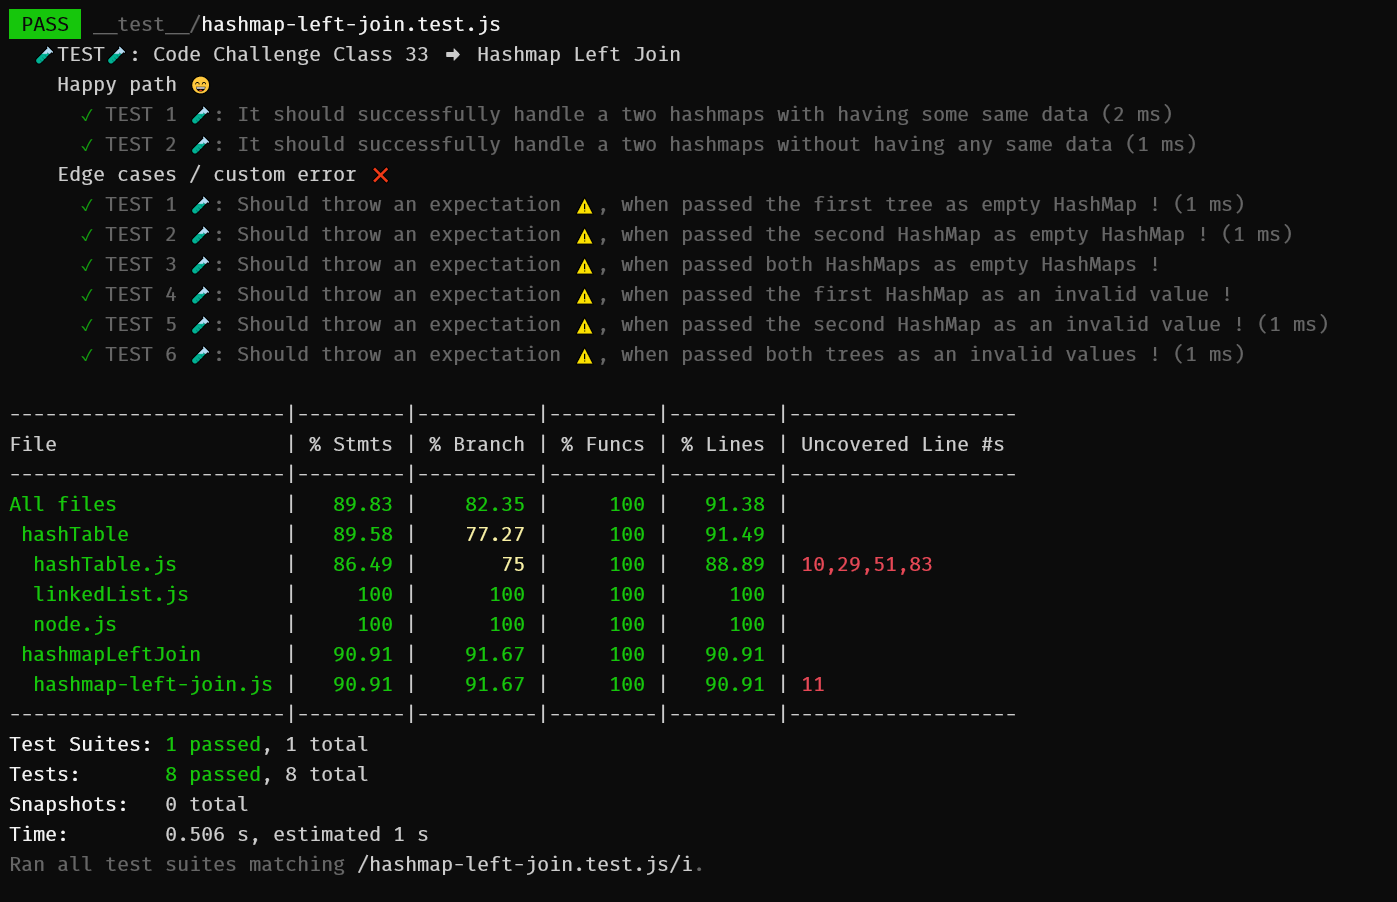 PASS __test__/hashmap-left-join.test.js
🧪TEST🧪: Code Challenge Class 33 ➡ Hashmap Left Join
Happy path 😁
✓ TEST 1 🧪: It should successfully handle a two hashmaps with having some same data (2 ms)
✓ TEST 2 🧪: It should successfully handle a two hashmaps without having any same data (1 ms)
Edge cases / custom error ❌
✓ TEST 1 🧪: Should throw an expectation ⚠, when passed the first tree as empty HashMap ! (1 ms)
✓ TEST 2 🧪: Should throw an expectation ⚠, when passed the second HashMap as empty HashMap ! (1 ms)
✓ TEST 3 🧪: Should throw an expectation ⚠, when passed both HashMaps as empty HashMaps !
✓ TEST 4 🧪: Should throw an expectation ⚠, when passed the first HashMap as an invalid value !
✓ TEST 5 🧪: Should throw an expectation ⚠, when passed the second HashMap as an invalid value ! (1 ms)
✓ TEST 6 🧪: Should throw an expectation ⚠, when passed both trees as an invalid values ! (1 ms)
-----------------------|---------|----------|---------|---------|-------------------
File                   | % Stmts | % Branch | % Funcs | % Lines | Uncovered Line #s
-----------------------|---------|----------|---------|---------|-------------------
All files              |   89.83 |    82.35 |     100 |   91.38 |
 hashTable             |   89.58 |    77.27 |     100 |   91.49 |
  hashTable.js         |   86.49 |       75 |     100 |   88.89 | 10,29,51,83
  linkedList.js        |     100 |      100 |     100 |     100 |
  node.js              |     100 |      100 |     100 |     100 |
 hashmapLeftJoin       |   90.91 |    91.67 |     100 |   90.91 |
  hashmap-left-join.js |   90.91 |    91.67 |     100 |   90.91 | 11
-----------------------|---------|----------|---------|---------|-------------------
Test Suites: 1 passed, 1 total
Tests:       8 passed, 8 total
Snapshots:   0 total
Time:        0.506 s, estimated 1 s
Ran all test suites matching /hashmap-left-join.test.js/i.